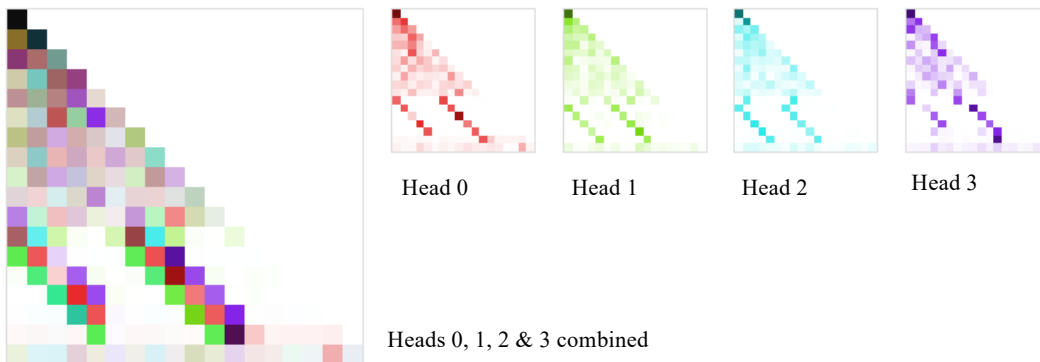 Head 0
Head 1
Head 2
Head 3
Heads 0, 1, 2 & 3 combined